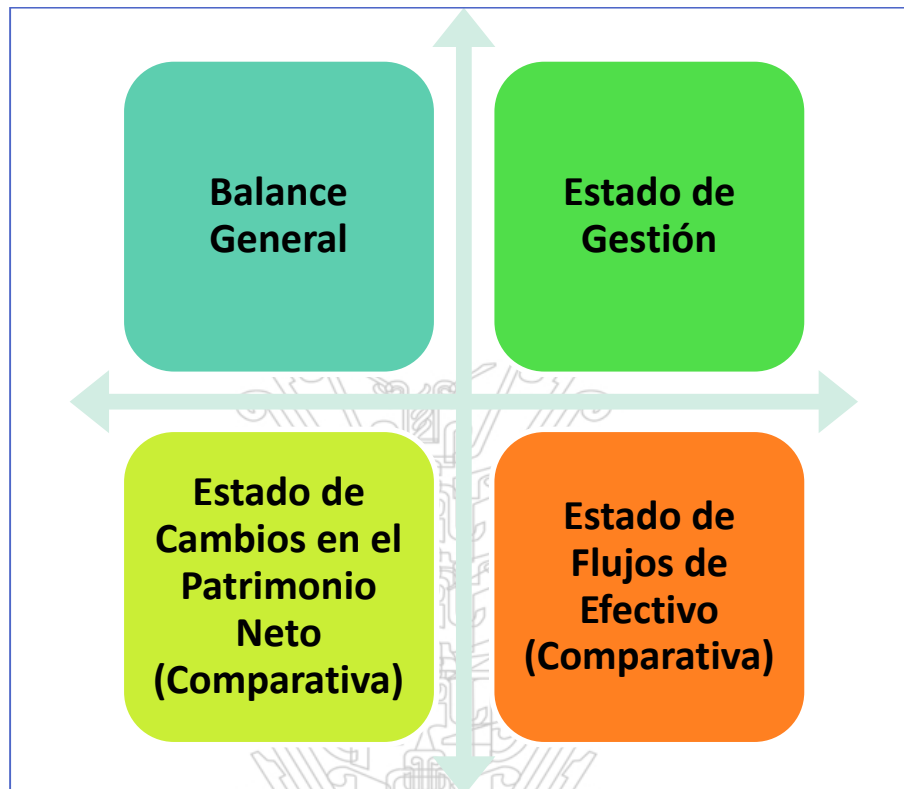 Balance
General
Estado de
Gestión
Estado de
Cambios en el
Patrimonio
Neto
(Comparativa)
Estado de
Flujos de
Efectivo
(Comparativa)